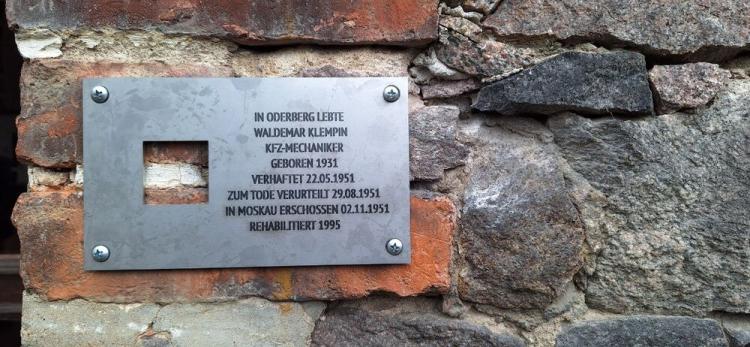 IN ODERBERG LEBTE
WALDEMAR KLEMPIN
KFZ-MECHANIKER
GEBOREN 1931
VERHAFTET 22.05.1951
ZUM TODE VERURTEILT 29.08.1951
IN MOSKAU ERSCHOSSEN 02.11.1951
REHABILITIERT 1995